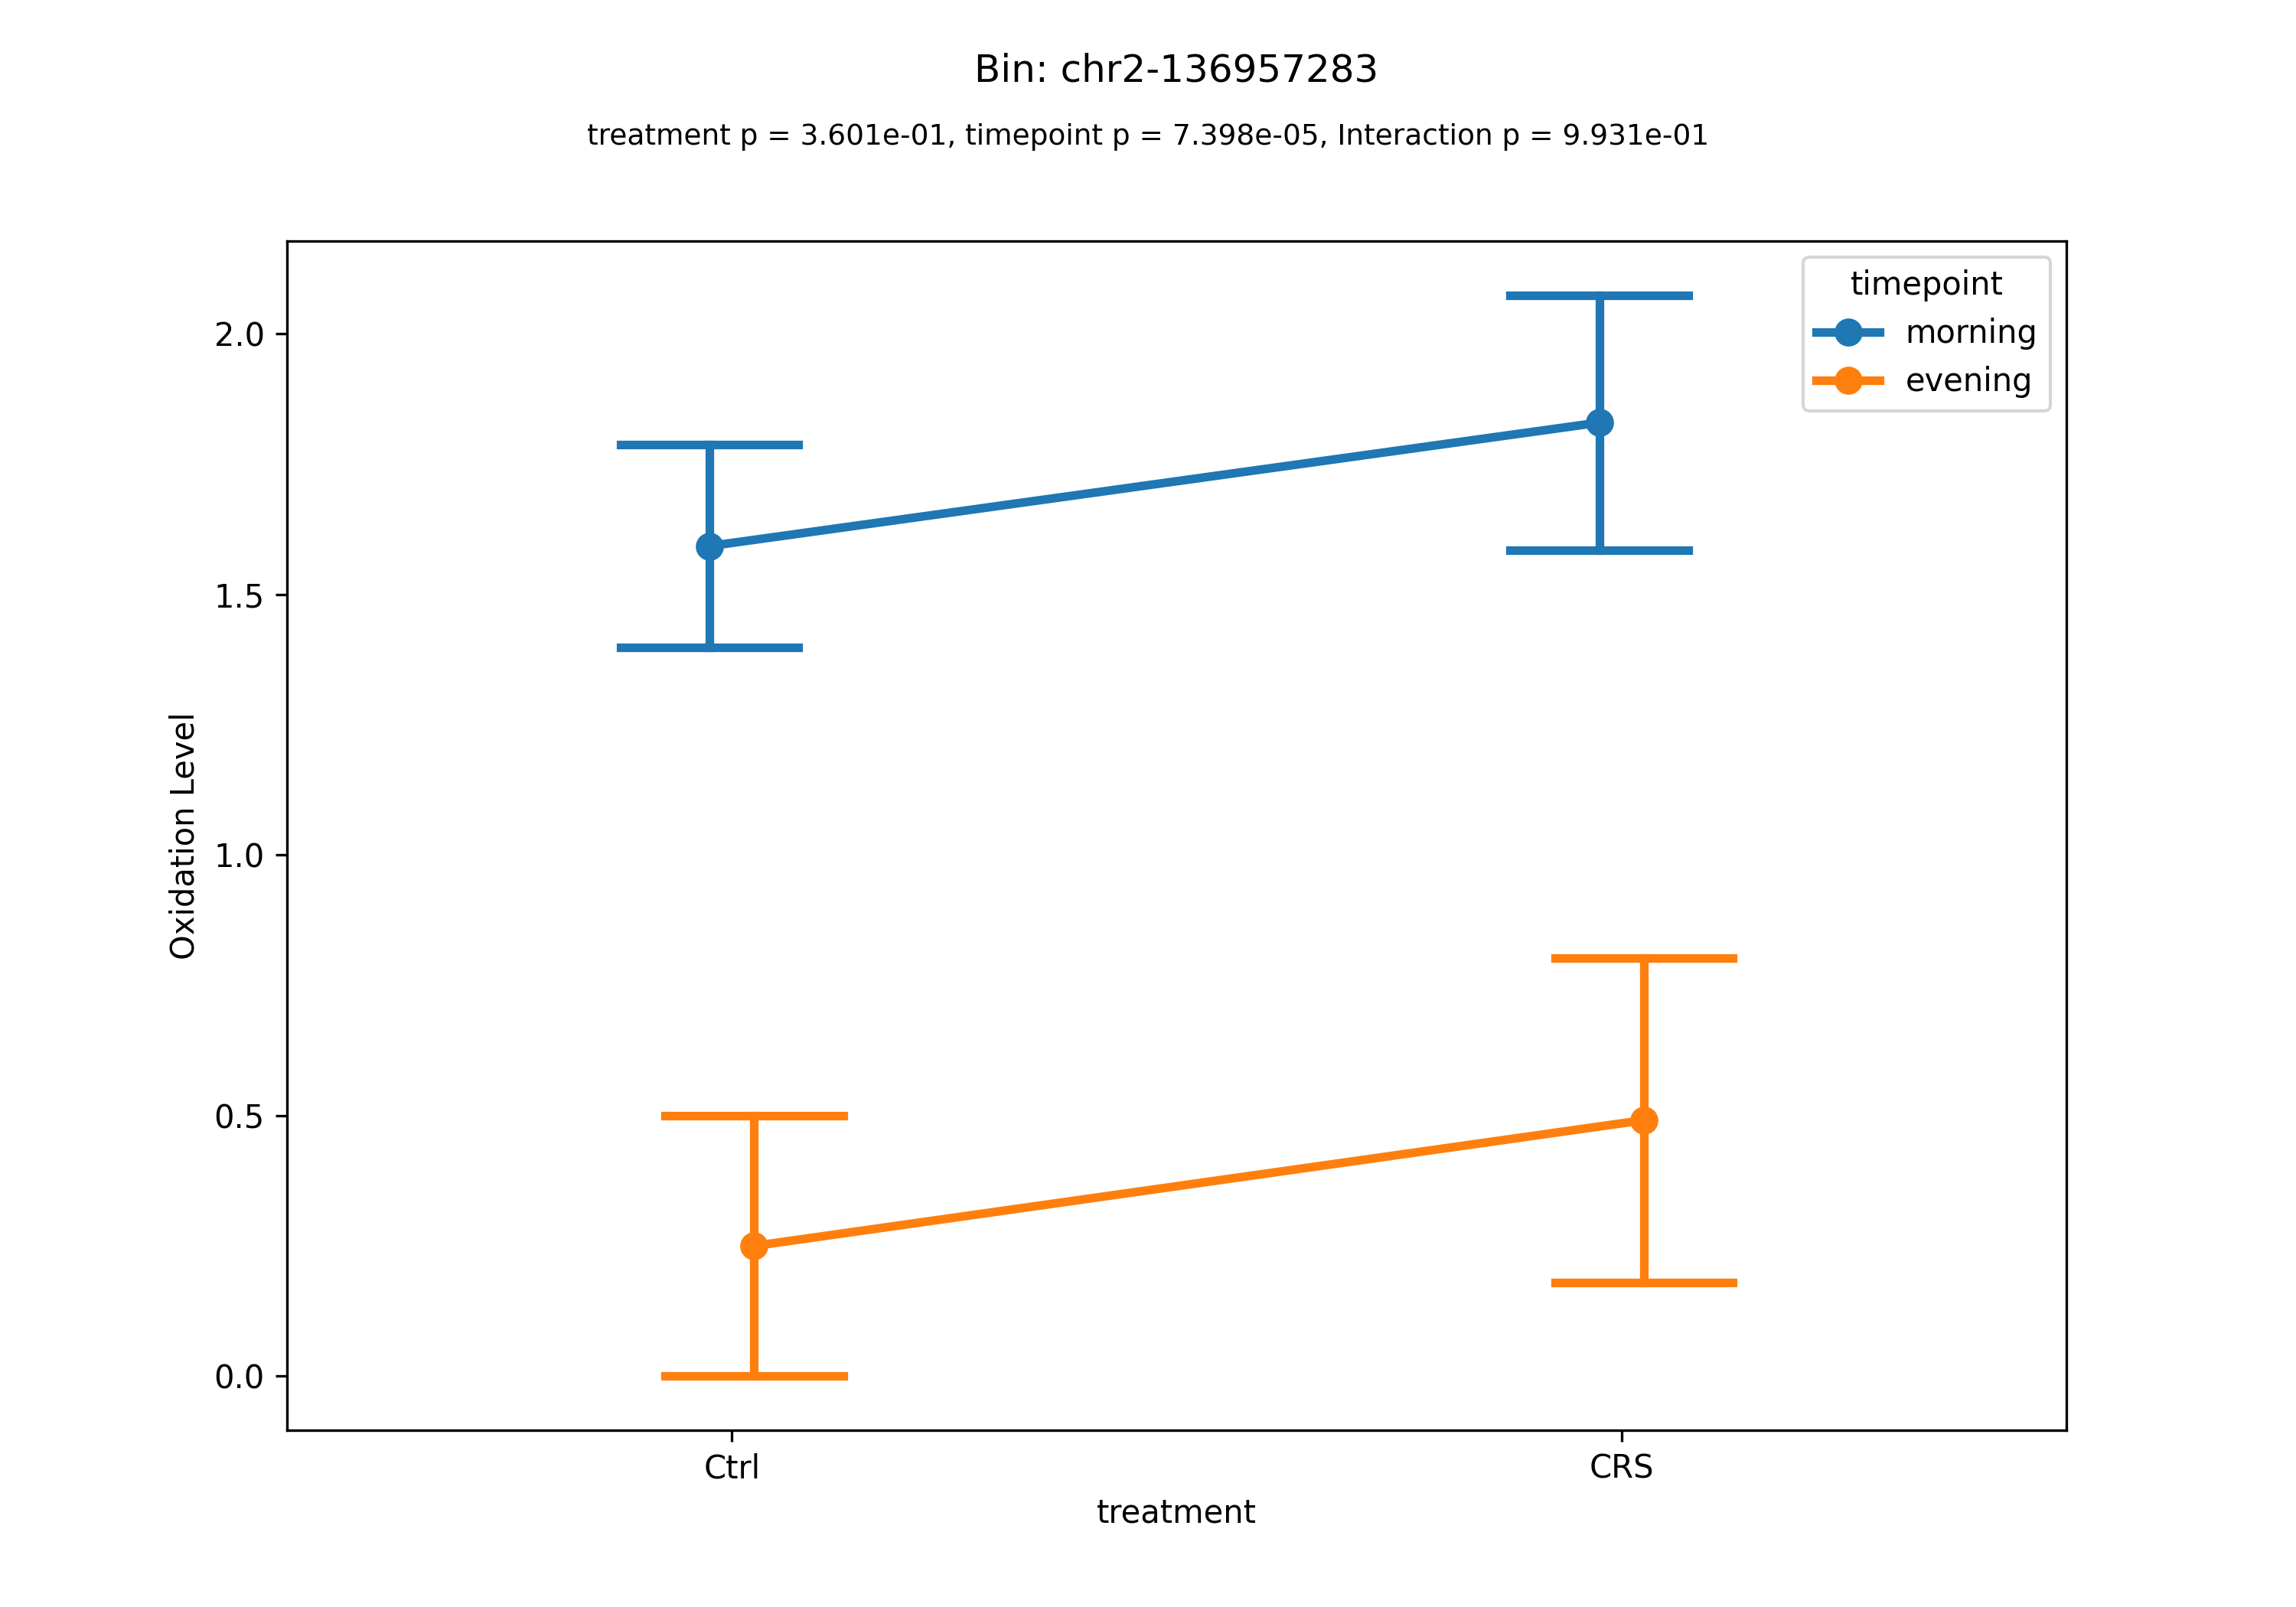 Bin: chr2-136957283
treatment p = 3.601e-01, timepoint p = 7.398e-05, Interaction p = 9.931e-01
timepoint
morning
evening
2.0
1.5
1.0
0.5
0.0
Oxidation Level
Ctrl
CRS
treatment